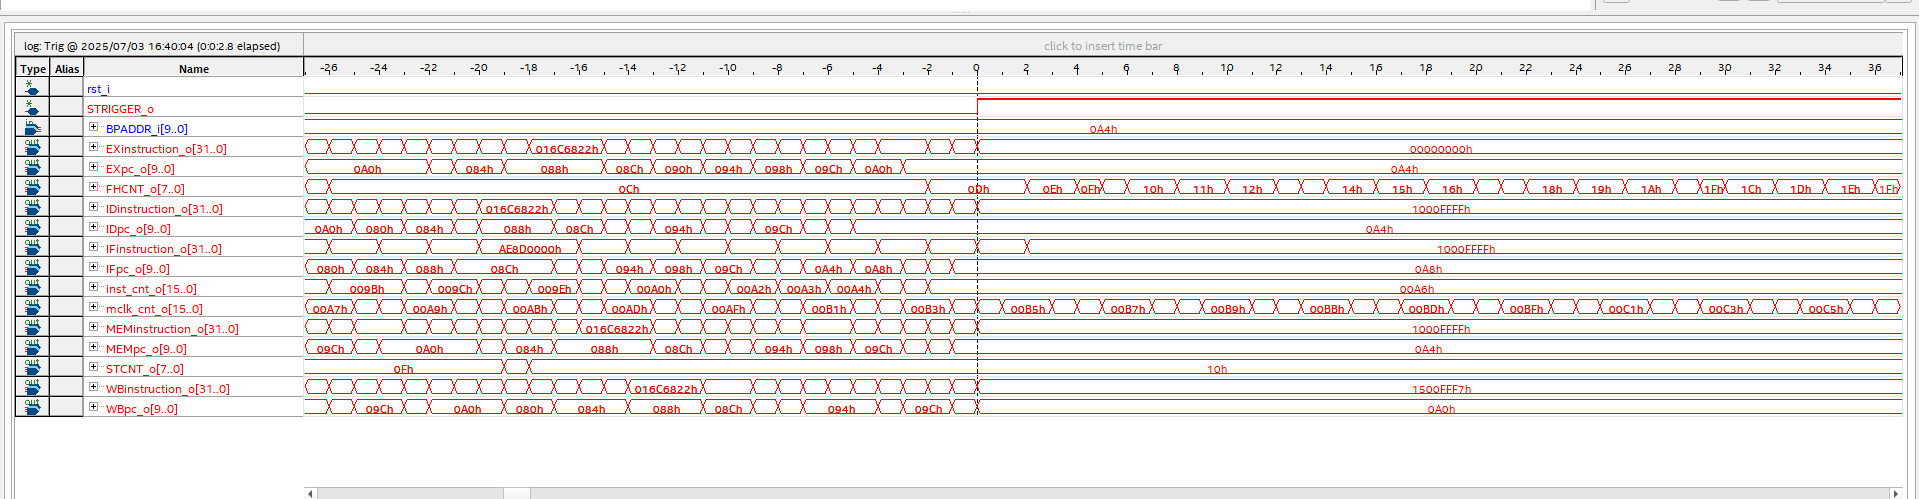 log: Trig @ 2025/07/03 16:40:04 (0:0:2.8 elapsed) click to insert time bar
Type Alias Name -26 -24 -22 -20 -18 -16 -14 -12 -10 -8 -6 -4 -2 0 2 4 6 8 10 12 14 16 18 20 22 24 26 28 30 32 34 36
rst_i
STRIGGER_o
BPADDR_i[9..0] 0A4h
EXinstruction_o[31..0] 016C6822h 00000000h
EXpc_o[9..0] 0A0h 084h 088h 08Ch 090h 094h 098h 09Ch 0A0h 0A4h
FHCNT_o[7..0] 0Ch 0Dh 0Eh 0Fh 10h 11h 12h 14h 15h 16h 18h 19h 1Ah 1Fh 1Ch 1Dh 1Eh 1Fh
IDinstruction_o[31..0] 016C6822h 1000FFFFh
IDpc_o[9..0] 0A0h 080h 084h 088h 08Ch 094h 09Ch 0A4h
IFinstruction_o[31..0] AE8D0000h 1000FFFFh
IFpc_o[9..0] 080h 084h 088h 08Ch 094h 098h 09Ch 0A4h 0A8h 0A8h
inst_cnt_o[15..0] 009Bh 009Ch 009Eh 00A0h 00A2h 00A3h 00A4h 00A6h
mclk_cnt_o[15..0] 00A7h 00A9h 00ABh 00ADh 00AFh 00B1h 00B3h 00B5h 00B7h 00B9h 00BBh 00BDh 00BFh 00C1h 00C3h 00C5h
MEMinstruction_o[31..0] 016C6822h 1000FFFFh
MEMpc_o[9..0] 09Ch 0A0h 084h 088h 08Ch 094h 098h 09Ch 0A4h
STCNT_o[7..0] 0Fh 10h
WBinstruction_o[31..0] 016C6822h 1500FFF7h
WBpc_o[9..0] 09Ch 0A0h 080h 084h 088h 08Ch 094h 09Ch 0A0h